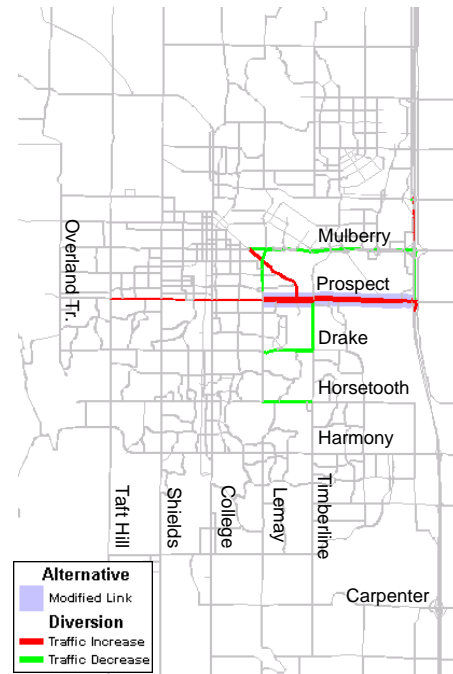 Mulberry
Overland Tr.
Prospect
Drake
Horsetooth
Harmony
Taft Hill
Shields
College
Lemay
Timberline
Carpenter
Alternative
Modified Link
Diversion
Traffic Increase
Traffic Decrease